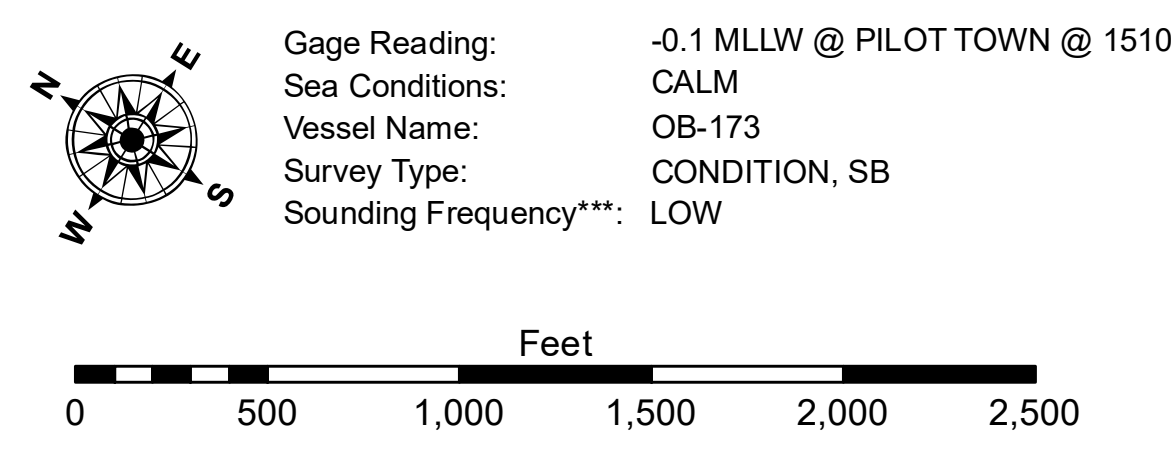 N
E
S
W
Gage Reading: -0.1 MLLW @ PILOT TOWN @ 1510
Sea Conditions: CALM
Vessel Name: OB-173
Survey Type: CONDITION, SB
Sounding Frequency***: LOW
Feet
0 500 1,000 1,500 2,000 2,500